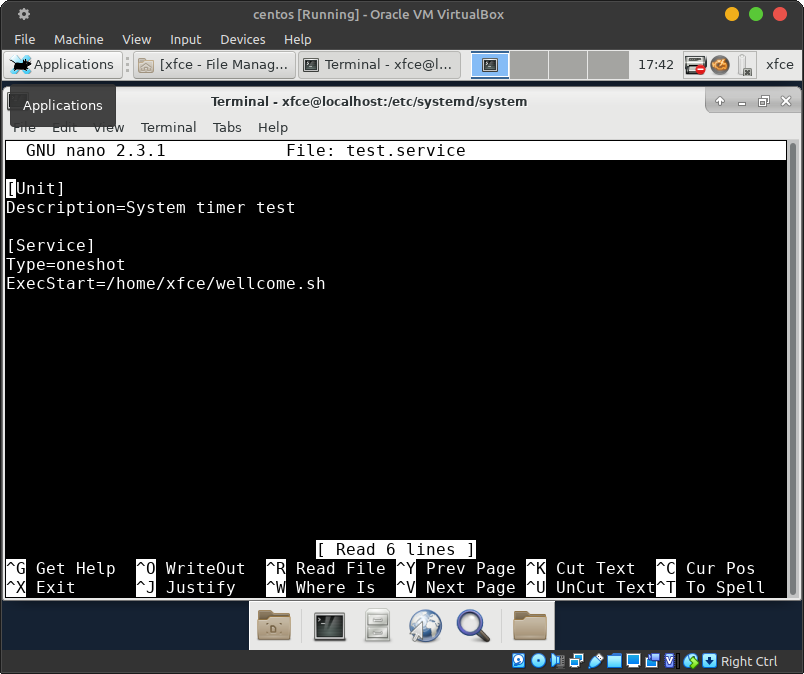 centos [Running] - Oracle VM VirtualBox
File Machine View Input Devices Help
Applications [xfce - File Manag... Terminal - xfce@l... 17:42 xfce
Applications
Terminal - xfce@localhost:/etc/systemd/system
File Edit View Terminal Tabs Help
GNU nano 2.3.1 File: test.service
[Unit]
Description=System timer test
[Service]
Type=oneshot
ExecStart=/home/xfce/wellcome.sh
[ Read 6 lines ]
^G Get Help ^O WriteOut ^R Read File ^Y Prev Page ^K Cut Text ^C Cur Pos
^X Exit ^J Justify ^W Where Is ^V Next Page ^U UnCut Text ^T To Spell
Right Ctrl